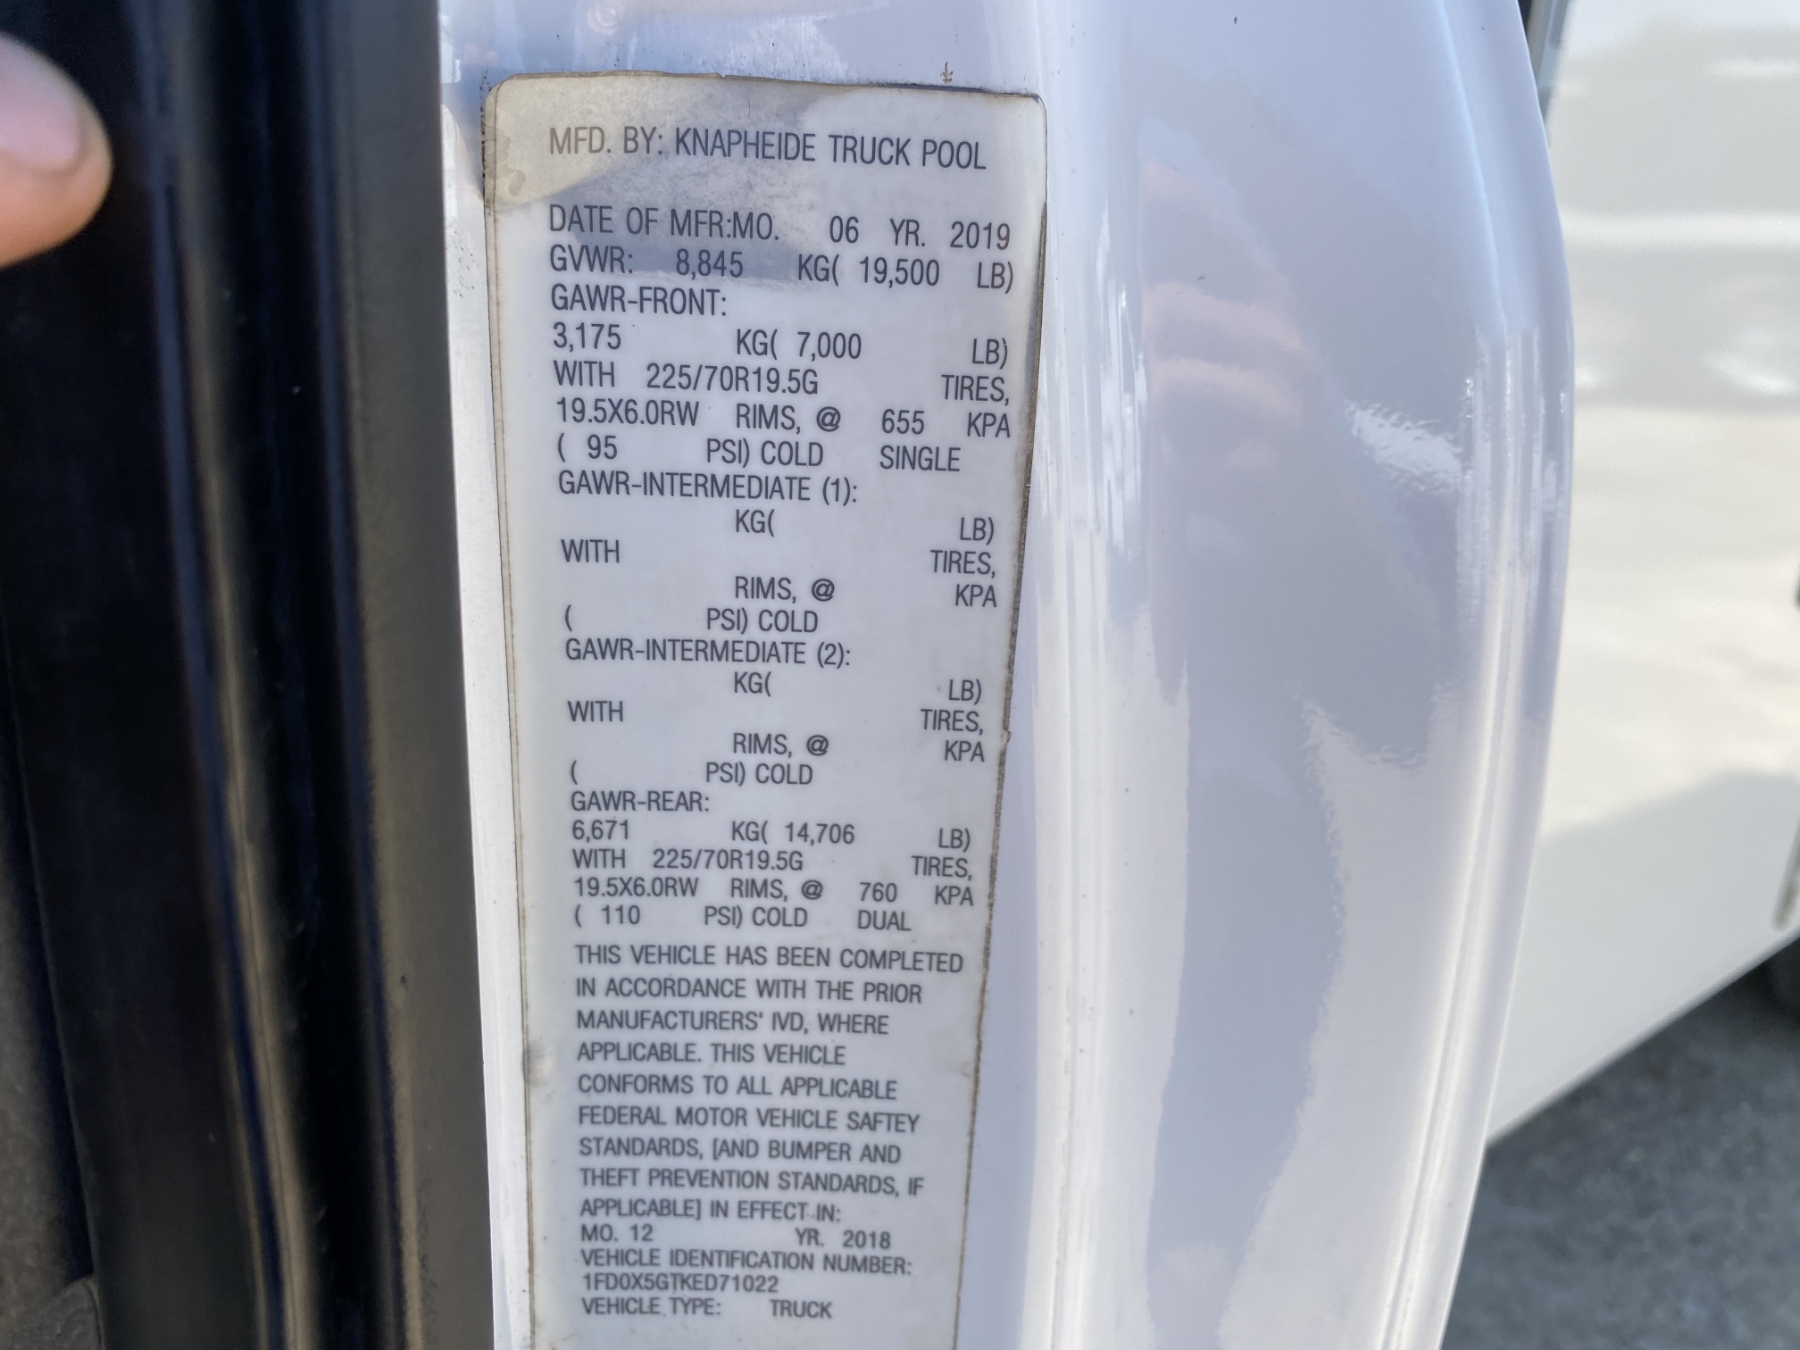 MFD. BY: KNAPHEIDE TRUCK POOL
DATE OF MFR:MO. 06 YR. 2019
GVWR: 8,845 KG( 19,500 LB)
GAWR-FRONT:
3,175 KG( 7,000 LB)
WITH 225/70R19.5G TIRES,
19.5X6.0RW RIMS, @ 655 KPA
( 95 PSI) COLD SINGLE
GAWR-INTERMEDIATE (1):
KG( LB)
WITH TIRES,
RIMS, @ KPA
( PSI) COLD
GAWR-INTERMEDIATE (2):
KG( LB)
WITH TIRES,
RIMS, @ KPA
( PSI) COLD
GAWR-REAR:
6,671 KG( 14,706 LB)
WITH 225/70R19.5G TIRES,
19.5X6.0RW RIMS, @ 760 KPA
( 110 PSI) COLD DUAL
THIS VEHICLE HAS BEEN COMPLETED
IN ACCORDANCE WITH THE PRIOR
MANUFACTURERS' IVD, WHERE
APPLICABLE. THIS VEHICLE
CONFORMS TO ALL APPLICABLE
FEDERAL MOTOR VEHICLE SAFTEY
STANDARDS, [AND BUMPER AND
THEFT PREVENTION STANDARDS, IF
APPLICABLE] IN EFFECT IN:
MO. 12 YR. 2018
VEHICLE IDENTIFICATION NUMBER:
1FD0X5GTKED71022
VEHICLE TYPE: TRUCK